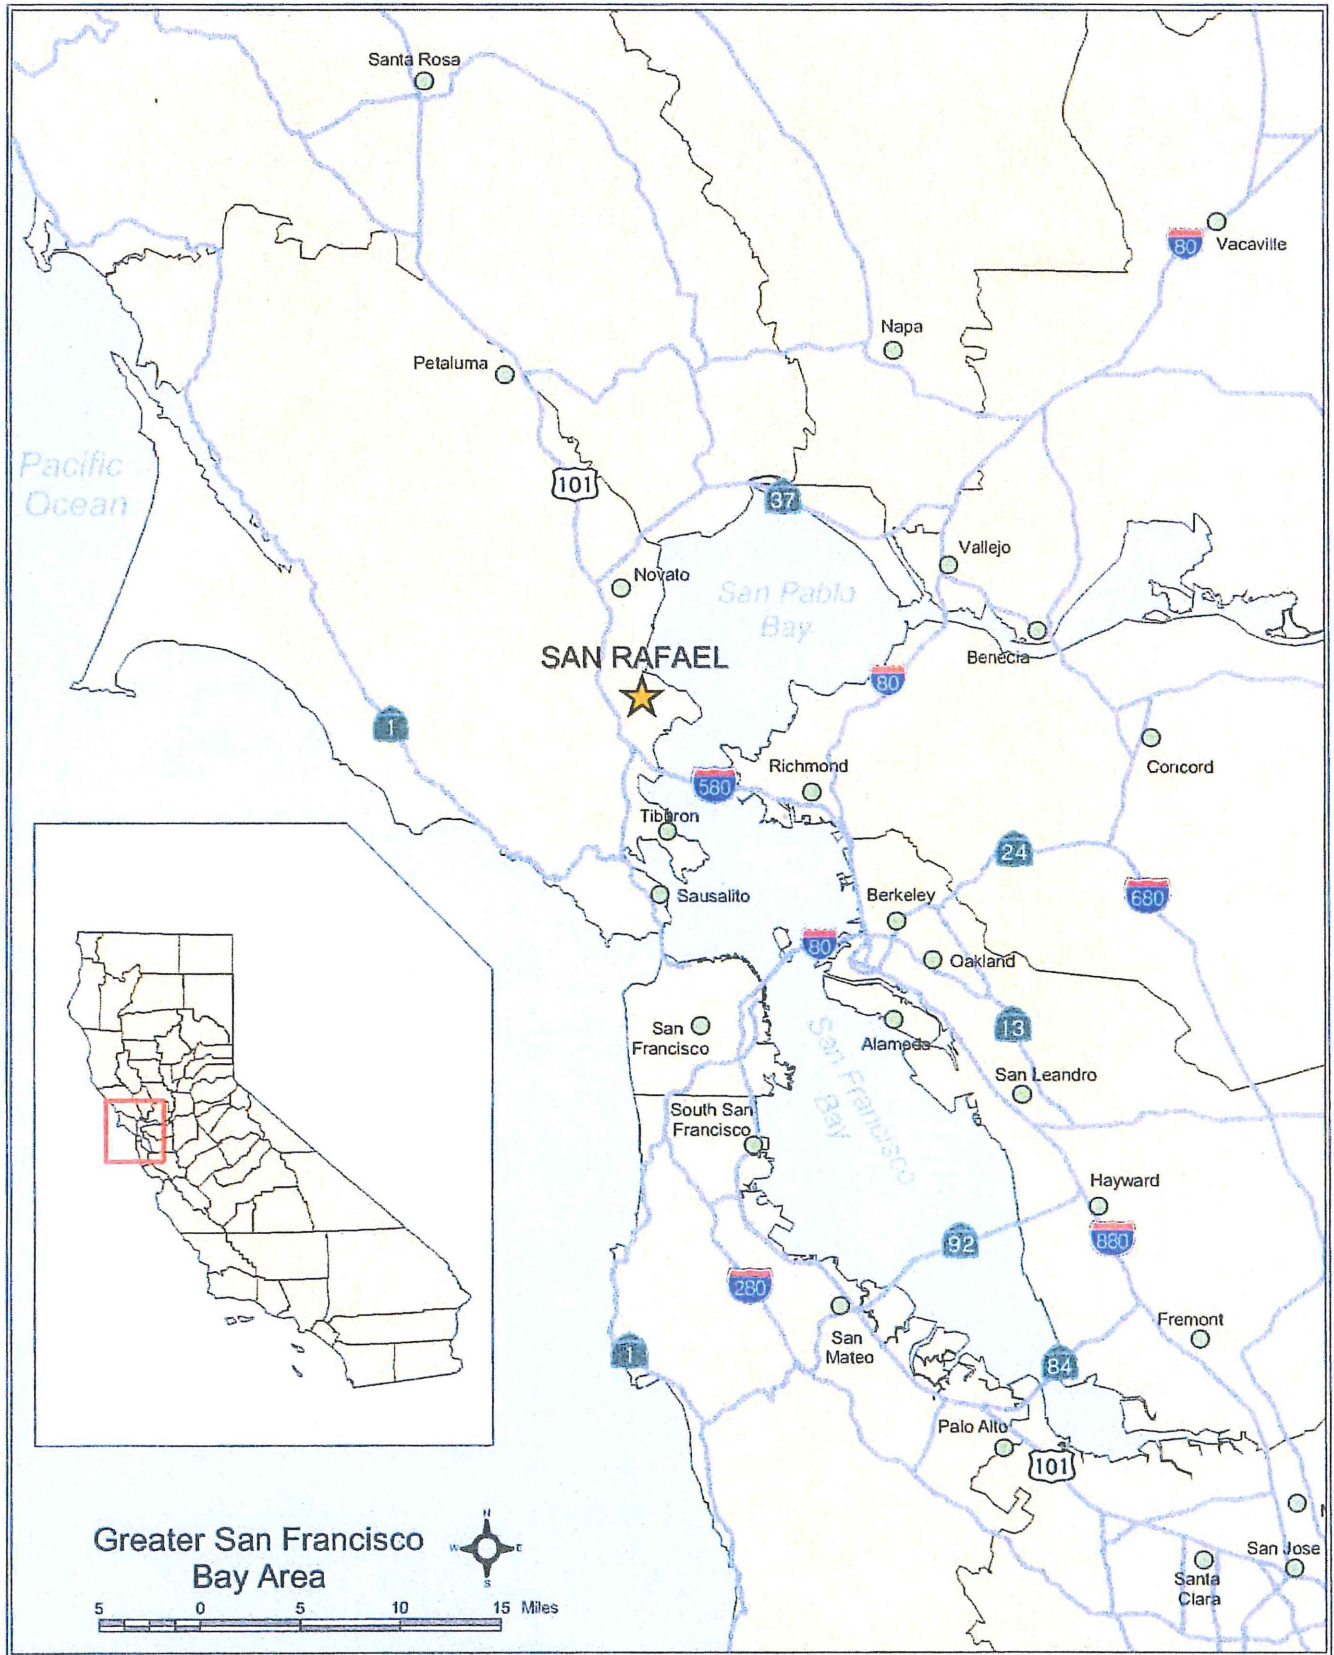 Santa Rosa
80
Vacaville
Napa
Petaluma
Pacific
Ocean
101
37
Vallejo
Novato
San Pablo
Bay
SAN RAFAEL
Benecia
80
1
Concord
Richmond
580
Tiburon
24
680
Sausalito
Berkeley
80
Oakland
San
Francisco
Alameda
13
San Francisco
Bay
San Leandro
South San
Francisco
Hayward
92
880
280
San
Mateo
Fremont
1
84
Palo Alto
101
San Jose
Santa
Clara
Greater San Francisco
Bay Area
N
W
E
S
5 0 5 10 15 Miles